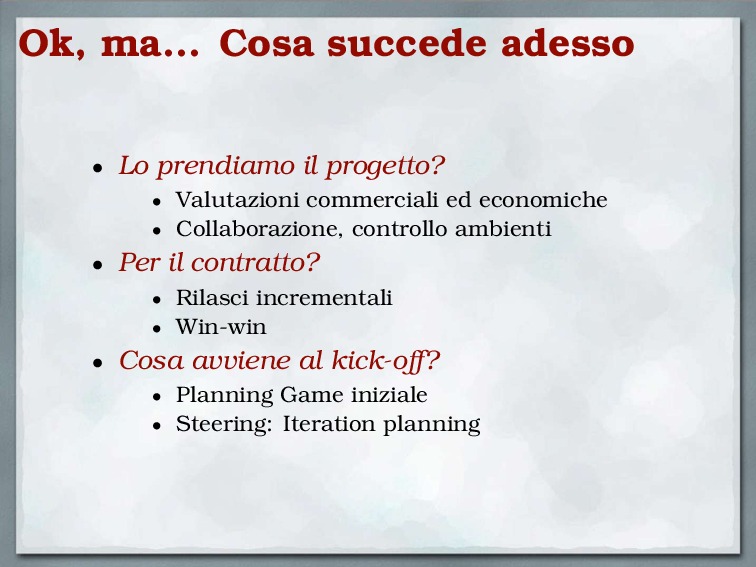 Ok, ma... Cosa succede adesso
• Lo prendiamo il progetto?
• Valutazioni commerciali ed economiche
• Collaborazione, controllo ambienti
• Per il contratto?
• Rilasci incrementali
• Win-win
• Cosa avviene al kick-off?
• Planning Game iniziale
• Steering: Iteration planning